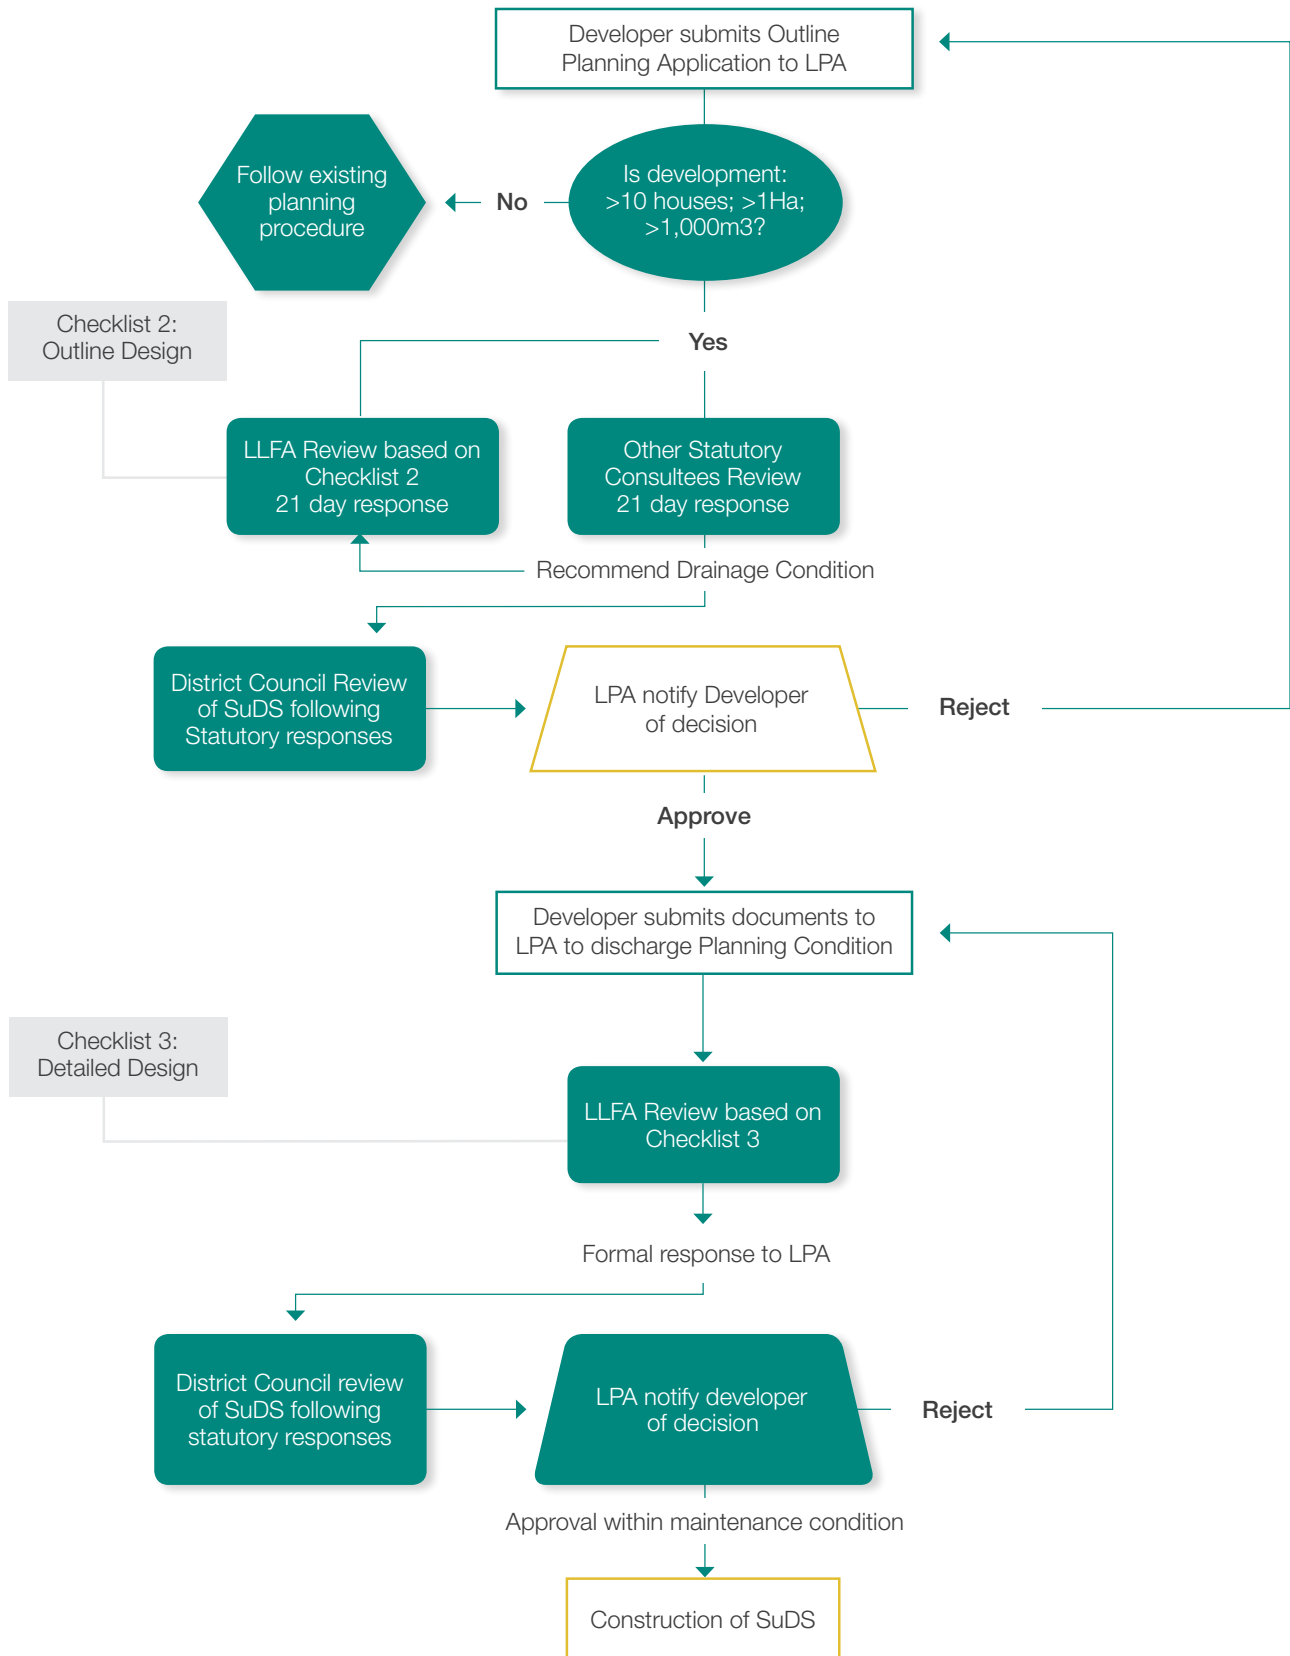 Developer submits Outline
Planning Application to LPA
Is development:
>10 houses; >1Ha;
>1,000m3?
No
Follow existing
planning
procedure
Yes
Checklist 2:
Outline Design
LLFA Review based on
Checklist 2
21 day response
Other Statutory
Consultees Review
21 day response
Recommend Drainage Condition
District Council Review
of SuDS following
Statutory responses
LPA notify Developer
of decision
Reject
Approve
Developer submits documents to
LPA to discharge Planning Condition
Checklist 3:
Detailed Design
LLFA Review based on
Checklist 3
Formal response to LPA
District Council review
of SuDS following
statutory responses
LPA notify developer
of decision
Reject
Approval within maintenance condition
Construction of SuDS